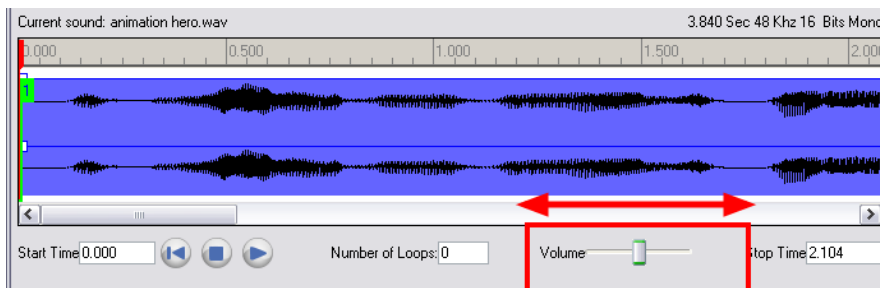 Current sound: animation hero.wav 3.840 Sec 48 Khz 16 Bits Mono
0.000 0.500 1.000 1.500 2.00
1
Start Time 0.000 Number of Loops: 0 Volume Stop Time 2.104